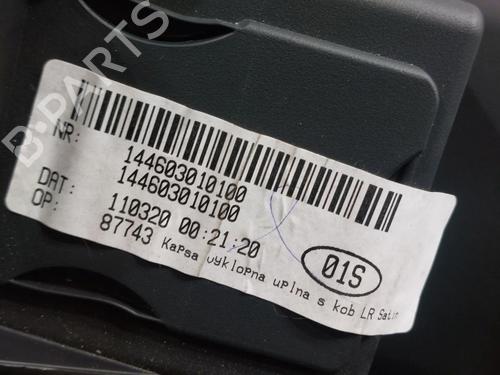 B-PARTS
NR:
144603010100
144603010100
DAT: 110320 00:21:20
OP: 87743 Kapsa vyklopna uplna s kob LR Satin
01S